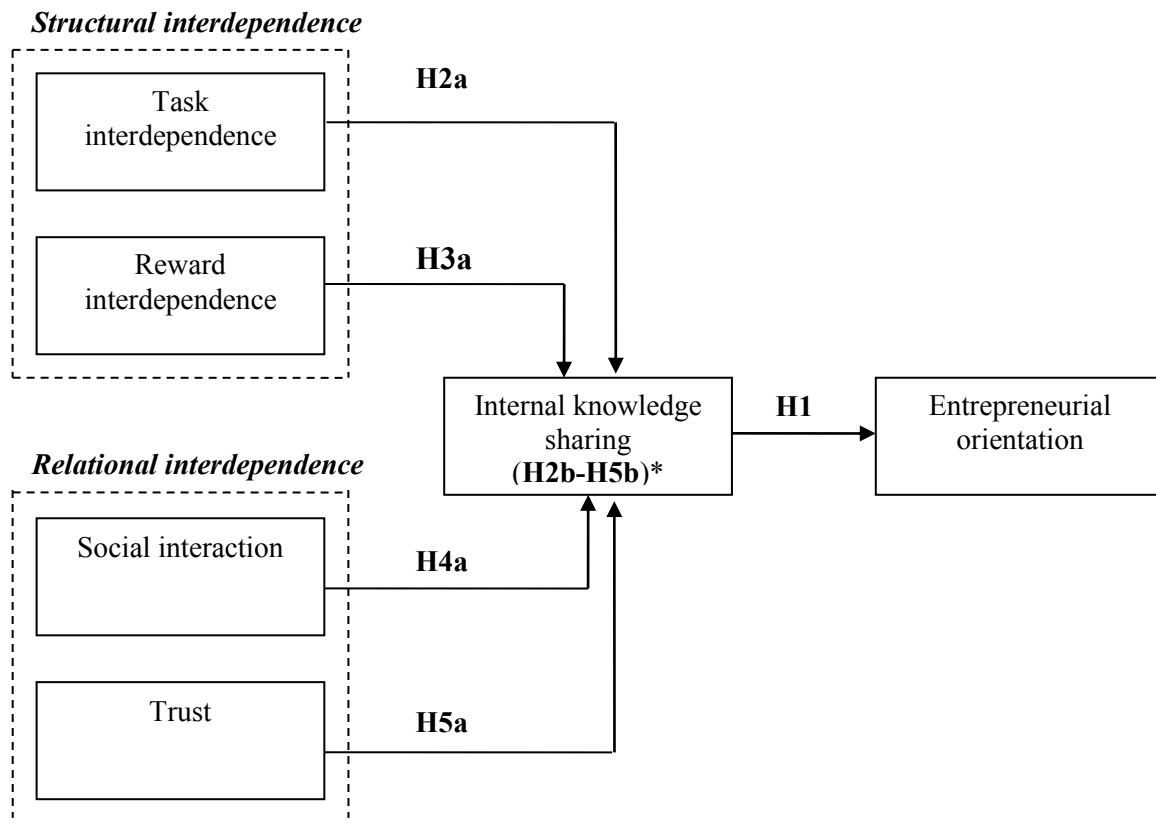 Structural interdependence
Task
interdependence
H2a
Reward
interdependence
H3a
Internal knowledge
sharing
(H2b-H5b)*
H1
Entrepreneurial
orientation
Relational interdependence
Social interaction
H4a
Trust
H5a